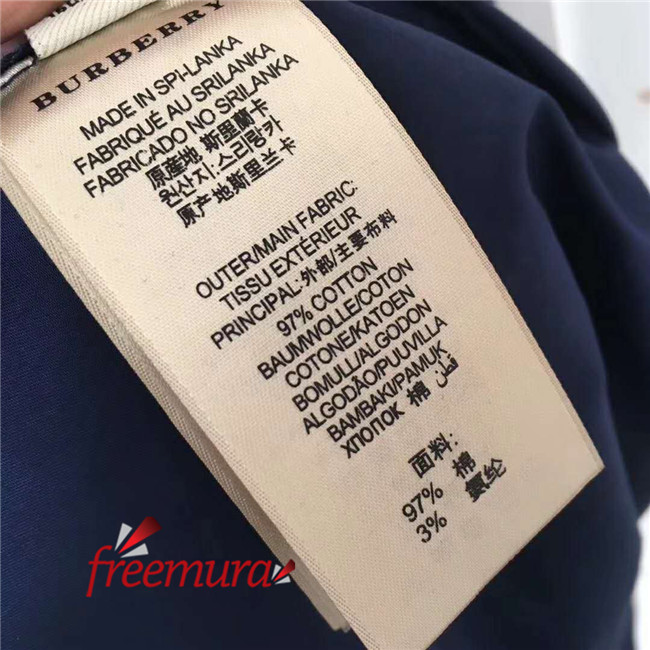 BURBERRY
MADE IN SPI-LANKA
FABRIQUÉ AU SRILANKA
FABRICADO NO SRILANKA
原産地:斯里蘭卡
원산지:스리랑카
原产地:斯里兰卡
OUTER/MAIN FABRIC:
TISSU EXTÉRIEUR
PRINCIPAL:外部/主要布料
97% COTTON
BAUMWOLLE/COTON
COTONE/KATOEN
BOMULL/ALGODON
ALGODÃO/PUUVILLA
BAMBAKI/PAMUK
ХЛОПОК 棉 قطن
面料:
97% 棉
3% 氨纶
freemura